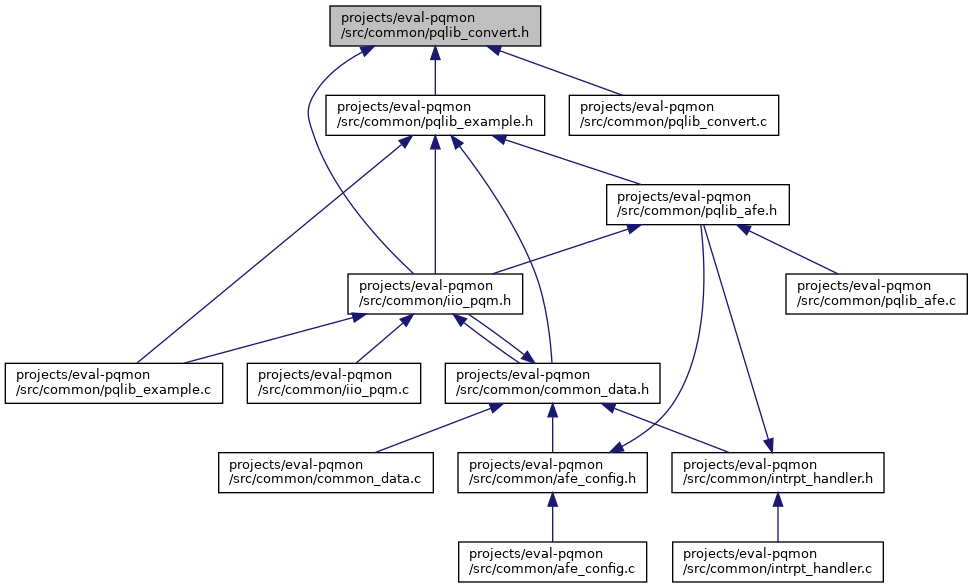 projects/eval-pqmon
/src/common/pqlib_convert.h
projects/eval-pqmon
/src/common/pqlib_example.h
projects/eval-pqmon
/src/common/pqlib_convert.c
projects/eval-pqmon
/src/common/pqlib_afe.h
projects/eval-pqmon
/src/common/iio_pqm.h
projects/eval-pqmon
/src/common/pqlib_afe.c
projects/eval-pqmon
/src/common/pqlib_example.c
projects/eval-pqmon
/src/common/iio_pqm.c
projects/eval-pqmon
/src/common/common_data.h
projects/eval-pqmon
/src/common/common_data.c
projects/eval-pqmon
/src/common/afe_config.h
projects/eval-pqmon
/src/common/intrpt_handler.h
projects/eval-pqmon
/src/common/afe_config.c
projects/eval-pqmon
/src/common/intrpt_handler.c